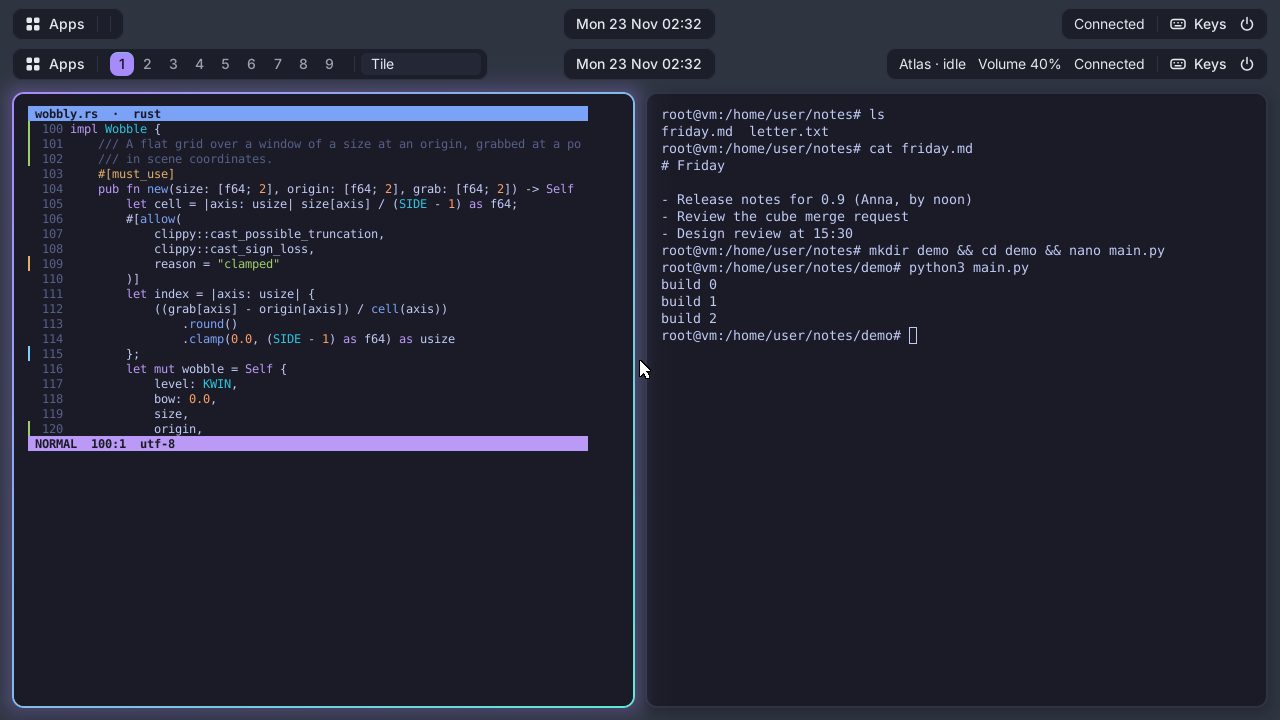 Apps
Mon 23 Nov 02:32
Connected Keys
Apps 1 2 3 4 5 6 7 8 9 Tile
Mon 23 Nov 02:32
Atlas · idle Volume 40% Connected Keys
wobbly.rs · rust
100 impl Wobble {
101     /// A flat grid over a window of a size at an origin, grabbed at a po
102     /// in scene coordinates.
103     #[must_use]
104     pub fn new(size: [f64; 2], origin: [f64; 2], grab: [f64; 2]) -> Self
105         let cell = |axis: usize| size[axis] / (SIDE - 1) as f64;
106         #[allow(
107             clippy::cast_possible_truncation,
108             clippy::cast_sign_loss,
109             reason = "clamped"
110         )]
111         let index = |axis: usize| {
112             ((grab[axis] - origin[axis]) / cell(axis))
113                 .round()
114                 .clamp(0.0, (SIDE - 1) as f64) as usize
115         };
116         let mut wobble = Self {
117             level: KWIN,
118             bow: 0.0,
119             size,
120             origin,
NORMAL 100:1 utf-8
root@vm:/home/user/notes# ls
friday.md  letter.txt
root@vm:/home/user/notes# cat friday.md
# Friday
- Release notes for 0.9 (Anna, by noon)
- Review the cube merge request
- Design review at 15:30
root@vm:/home/user/notes# mkdir demo && cd demo && nano main.py
root@vm:/home/user/notes/demo# python3 main.py
build 0
build 1
build 2
root@vm:/home/user/notes/demo#